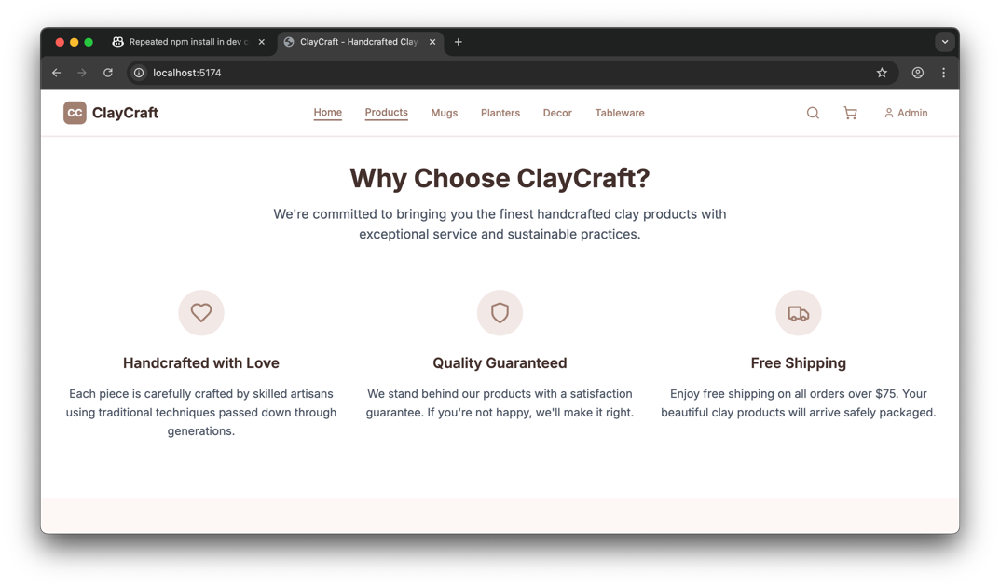 Repeated npm install in dev
ClayCraft - Handcrafted Clay
localhost:5174
CC ClayCraft
Home Products Mugs Planters Decor Tableware
Admin
Why Choose ClayCraft?
We're committed to bringing you the finest handcrafted clay products with
exceptional service and sustainable practices.
Handcrafted with Love
Each piece is carefully crafted by skilled artisans
using traditional techniques passed down through
generations.
Quality Guaranteed
We stand behind our products with a satisfaction
guarantee. If you're not happy, we'll make it right.
Free Shipping
Enjoy free shipping on all orders over $75. Your
beautiful clay products will arrive safely packaged.